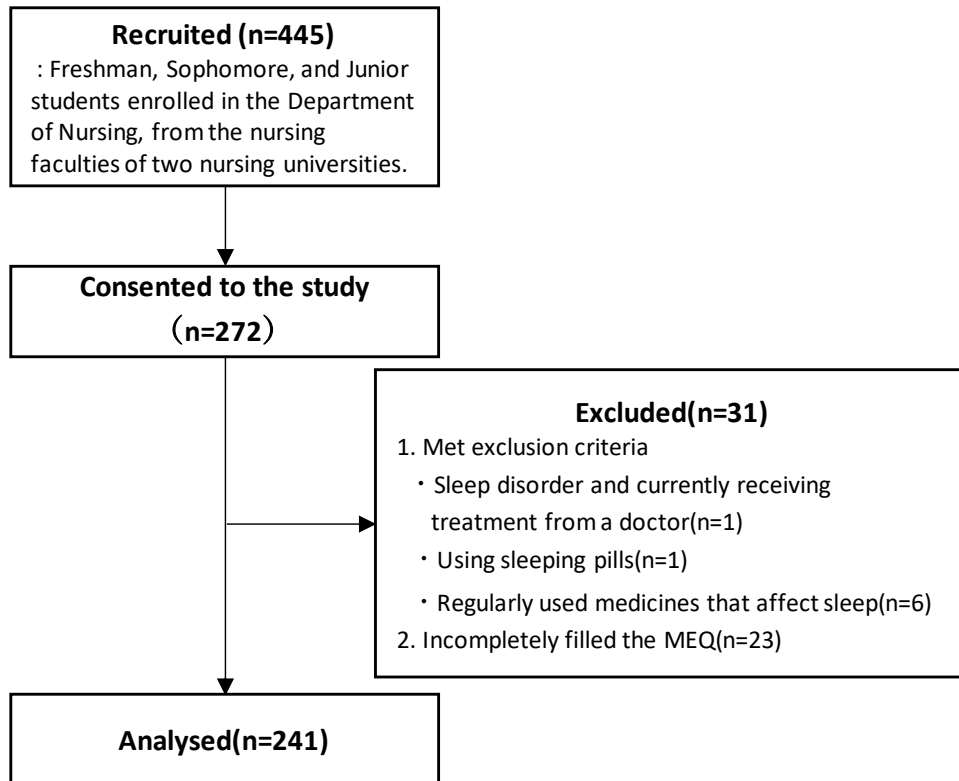 Recruited (n=445)
: Freshman, Sophomore, and Junior
students enrolled in the Department
of Nursing, from the nursing
faculties of two nursing universities.
Consented to the study
（n=272）
Excluded(n=31)
1. Met exclusion criteria
・Sleep disorder and currently receiving
treatment from a doctor(n=1)
・Using sleeping pills(n=1)
・Regularly used medicines that affect sleep(n=6)
2. Incompletely filled the MEQ(n=23)
Analysed(n=241)